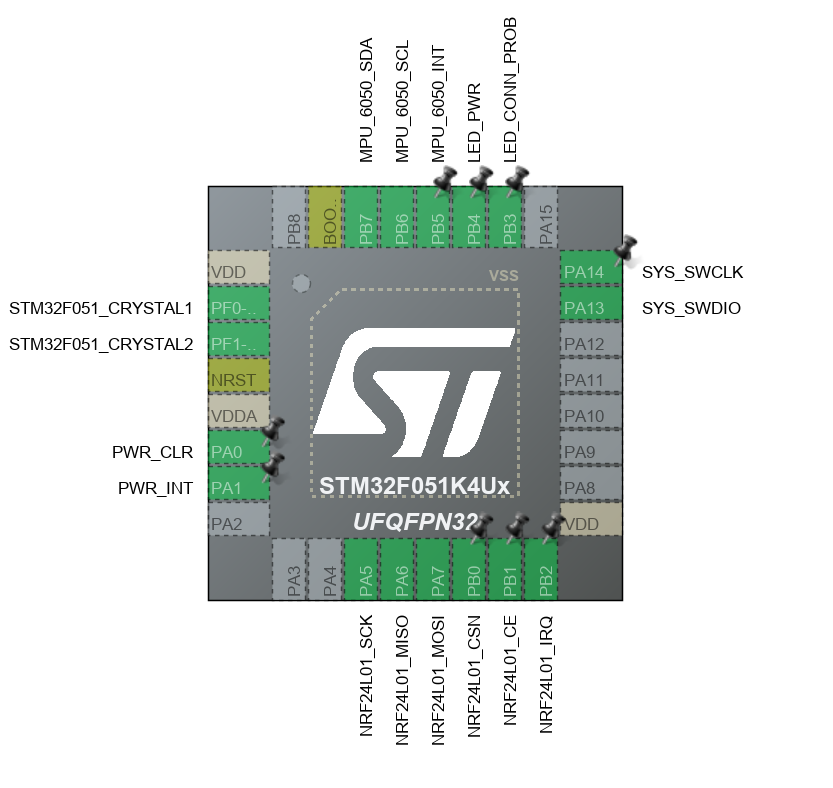 MPU_6050_SDA
MPU_6050_SCL
MPU_6050_INT
LED_PWR
LED_CONN_PROB
PB8
BOO...
PB7
PB6
PB5
PB4
PB3
PA15
VDD
STM32F051_CRYSTAL1 PF0-..
STM32F051_CRYSTAL2 PF1-..
NRST
VDDA
PWR_CLR PA0
PWR_INT PA1
PA2
VSS
ST
STM32F051K4Ux
UFQFPN32
PA14 SYS_SWCLK
PA13 SYS_SWDIO
PA12
PA11
PA10
PA9
PA8
VDD
PA3
PA4
PA5
PA6
PA7
PB0
PB1
PB2
NRF24L01_SCK
NRF24L01_MISO
NRF24L01_MOSI
NRF24L01_CSN
NRF24L01_CE
NRF24L01_IRQ